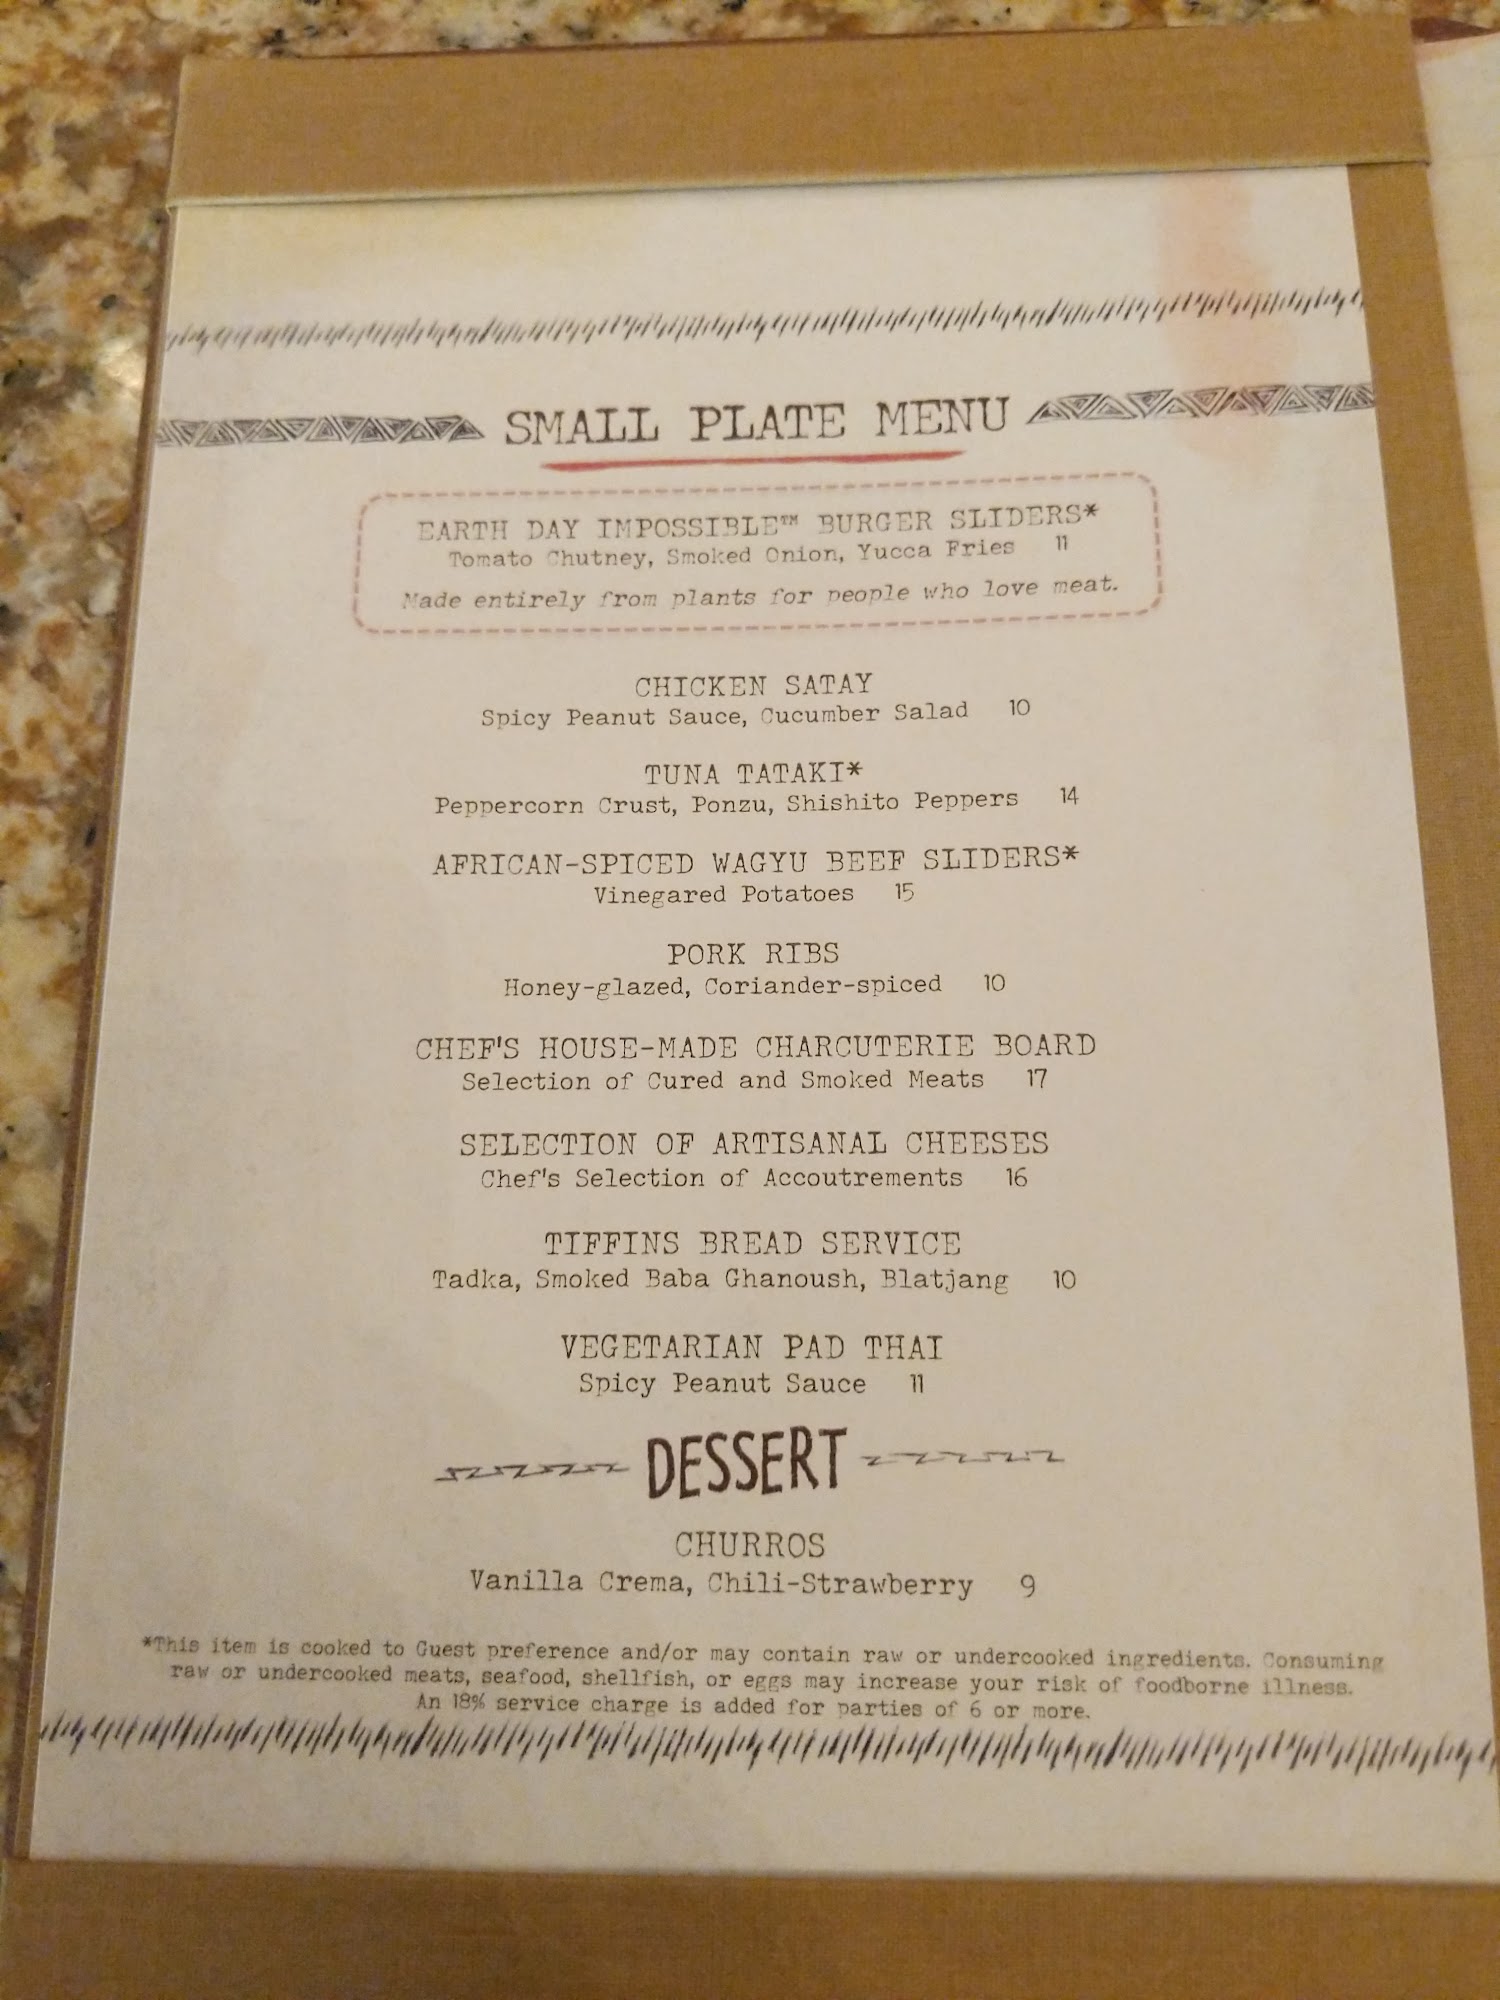 SMALL PLATE MENU
EARTH DAY IMPOSSIBLE™ BURGER SLIDERS*
Tomato Chutney, Smoked Onion, Yucca Fries 11
Made entirely from plants for people who love meat.
CHICKEN SATAY
Spicy Peanut Sauce, Cucumber Salad 10
TUNA TATAKI*
Peppercorn Crust, Ponzu, Shishito Peppers 14
AFRICAN-SPICED WAGYU BEEF SLIDERS*
Vinegared Potatoes 15
PORK RIBS
Honey-glazed, Coriander-spiced 10
CHEF'S HOUSE-MADE CHARCUTERIE BOARD
Selection of Cured and Smoked Meats 17
SELECTION OF ARTISANAL CHEESES
Chef's Selection of Accoutrements 16
TIFFINS BREAD SERVICE
Tadka, Smoked Baba Ghanoush, Blatjang 10
VEGETARIAN PAD THAI
Spicy Peanut Sauce 11
DESSERT
CHURROS
Vanilla Crema, Chili-Strawberry 9
*This item is cooked to Guest preference and/or may contain raw or undercooked ingredients. Consuming
raw or undercooked meats, seafood, shellfish, or eggs may increase your risk of foodborne illness.
An 18% service charge is added for parties of 6 or more.